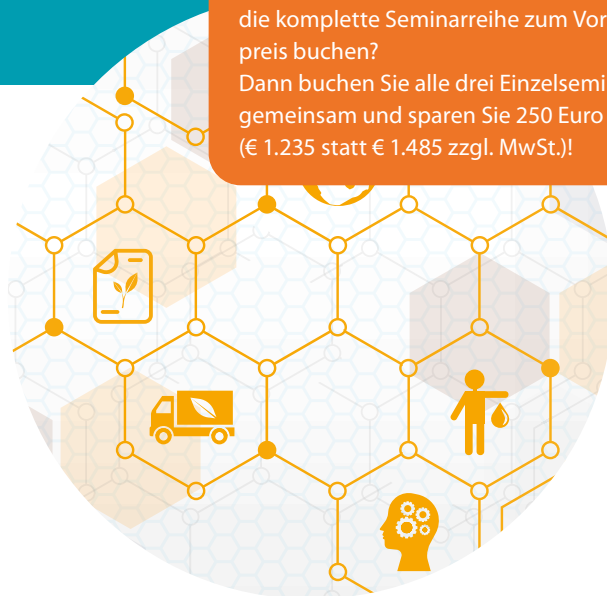 die komplette Seminarreihe zum Vor
preis buchen?
Dann buchen Sie alle drei Einzelsemi
gemeinsam und sparen Sie 250 Euro
(€ 1.235 statt € 1.485 zzgl. MwSt.)!